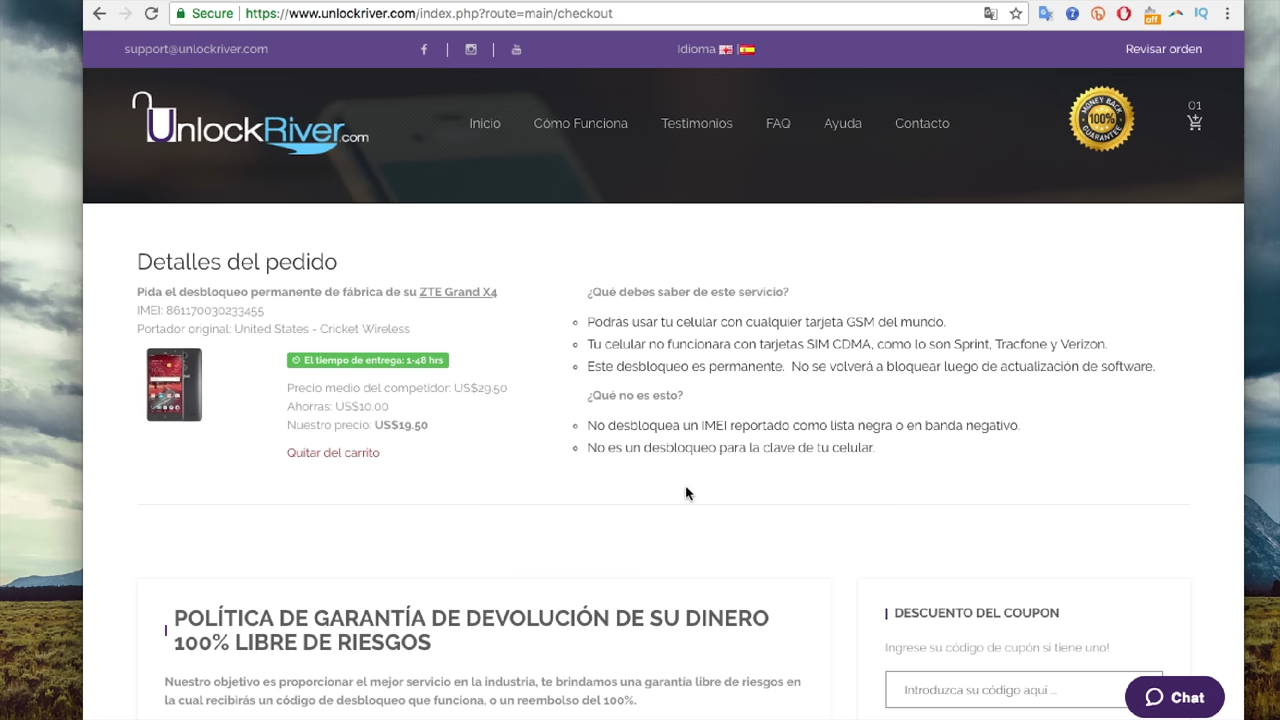 Secure
https://www.unlockriver.com/index.php?route=main/checkout
off
IQ
support@unlockriver.com
Idioma
Revisar orden
UnlockRiver.com
Inicio
Cómo Funciona
Testimonios
FAQ
Ayuda
Contacto
MONEY BACK
100%
GUARANTEE
01
Detalles del pedido
Pida el desbloqueo permanente de fábrica de su ZTE Grand X4
IMEI: 861170030233455
Portador original: United States - Cricket Wireless
El tiempo de entrega: 1-48 hrs
Precio medio del competidor: US$29.50
Ahorras: US$10.00
Nuestro precio: US$19.50
Quitar del carrito
¿Qué debes saber de este servicio?
Podrás usar tu celular con cualquier tarjeta GSM del mundo.
Tu celular no funcionara con tarjetas SIM CDMA, como lo son Sprint, Tracfone y Verizon.
Este desbloqueo es permanente. No se volverá a bloquear luego de actualización de software.
¿Qué no es esto?
No desbloquea un IMEI reportado como lista negra o en banda negativo.
No es un desbloqueo para la clave de tu celular.
POLÍTICA DE GARANTÍA DE DEVOLUCIÓN DE SU DINERO
100% LIBRE DE RIESGOS
Nuestro objetivo es proporcionar el mejor servicio en la industria, te brindamos una garantía libre de riesgos en
la cual recibirás un código de desbloqueo que funciona, o un reembolso del 100%.
DESCUENTO DEL COUPON
Ingrese su código de cupón si tiene uno!
Introduzca su código aquí ...
Chat